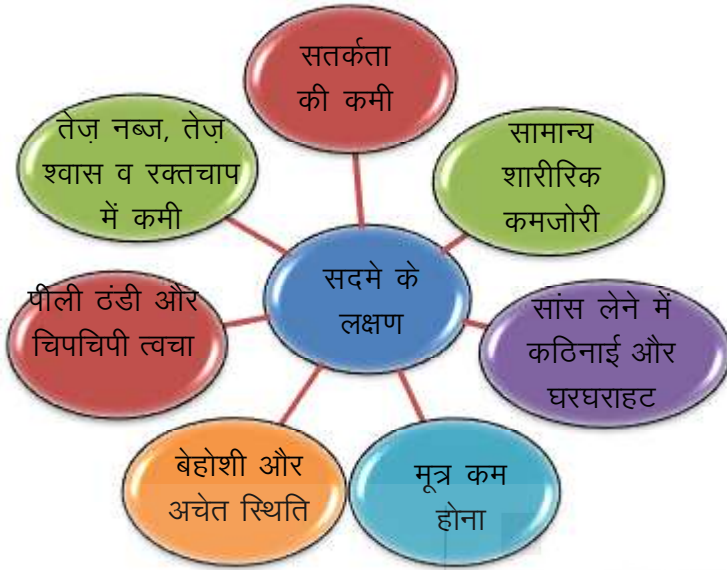 सतर्कता
की कमी
सामान्य
शारीरिक
कमजोरी
सांस लेने में
कठिनाई और
घरघराहट
मूत्र कम
होना
बेहोशी और
अचेत स्थिति
पीली ठंडी और
चिपचिपी त्वचा
तेज़ नब्ज, तेज़
श्वास व रक्तचाप
में कमी
सदमे के
लक्षण